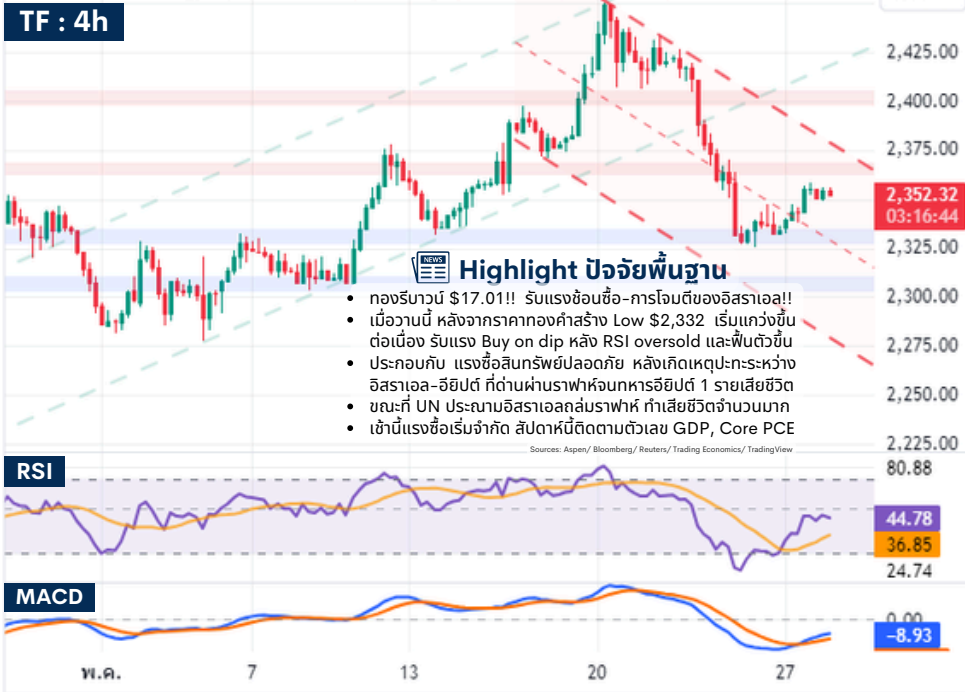 TF : 4h
2,425.00
2,400.00
2,375.00
2,352.32
03:16:44
2,325.00
2,300.00
2,275.00
2,250.00
2,225.00
NEWS
Highlight ปัจจัยพื้นฐาน
• ทองรีบาวน์ $17.01!! รับแรงช้อนซื้อ-การโจมตีของอิสราเอล!!
• เมื่อวานนี้ หลังจากราคาทองคำสร้าง Low $2,332 เริ่มแกว่งขึ้น
ต่อเนื่อง รับแรง Buy on dip หลัง RSI oversold และฟื้นตัวขึ้น
• ประกอบกับ แรงซื้อสินทรัพย์ปลอดภัย หลังเกิดเหตุปะทะระหว่าง
อิสราเอล-อียิปต์ ที่ด่านผ่านราฟาห์จนทหารอียิปต์ 1 รายเสียชีวิต
• ขณะที่ UN ประณามอิสราเอลถล่มราฟาห์ ทำเสียชีวิตจำนวนมาก
• เช้านี้แรงซื้อเริ่มจำกัด สัปดาห์นี้ติดตามตัวเลข GDP, Core PCE
Sources: Aspen/ Bloomberg/ Reuters/ Trading Economics/ TradingView
RSI
80.88
44.78
36.85
24.74
MACD
0.00
−8.93
พ.ค.
7
13
20
27